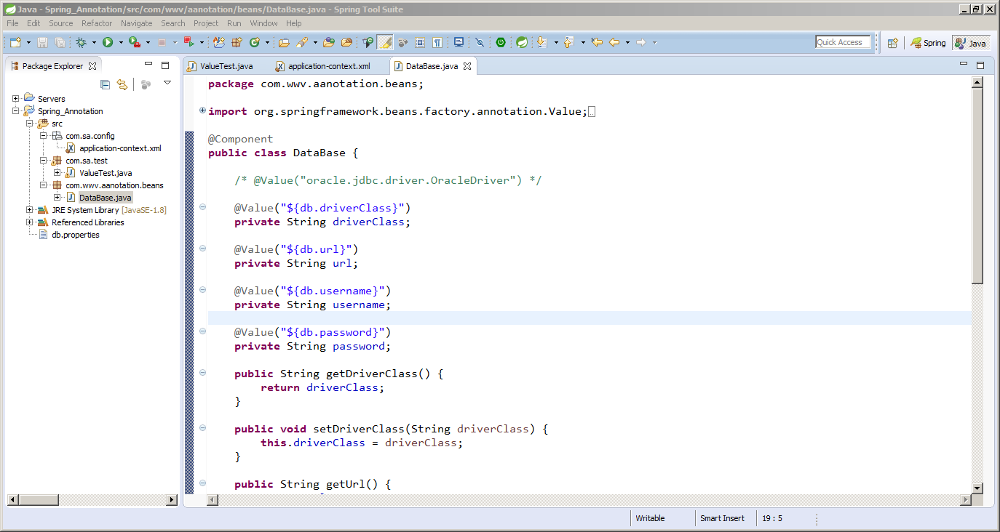 Java - Spring_Annotation/src/com/wwv/aanotation/beans/DataBase.java - Spring Tool Suite
File Edit Source Refactor Navigate Search Project Run Window Help
Quick Access
Spring
Java
Package Explorer
Servers
Spring_Annotation
src
com.sa.config
application-context.xml
com.sa.test
ValueTest.java
com.wwv.aanotation.beans
DataBase.java
JRE System Library [JavaSE-1.8]
Referenced Libraries
db.properties
ValueTest.java
application-context.xml
DataBase.java
package com.wwv.aanotation.beans;
import org.springframework.beans.factory.annotation.Value;
@Component
public class DataBase {
/* @Value("oracle.jdbc.driver.OracleDriver") */
@Value("${db.driverClass}")
private String driverClass;
@Value("${db.url}")
private String url;
@Value("${db.username}")
private String username;
@Value("${db.password}")
private String password;
public String getDriverClass() {
return driverClass;
}
public void setDriverClass(String driverClass) {
this.driverClass = driverClass;
}
public String getUrl() {
Writable
Smart Insert
19 : 5